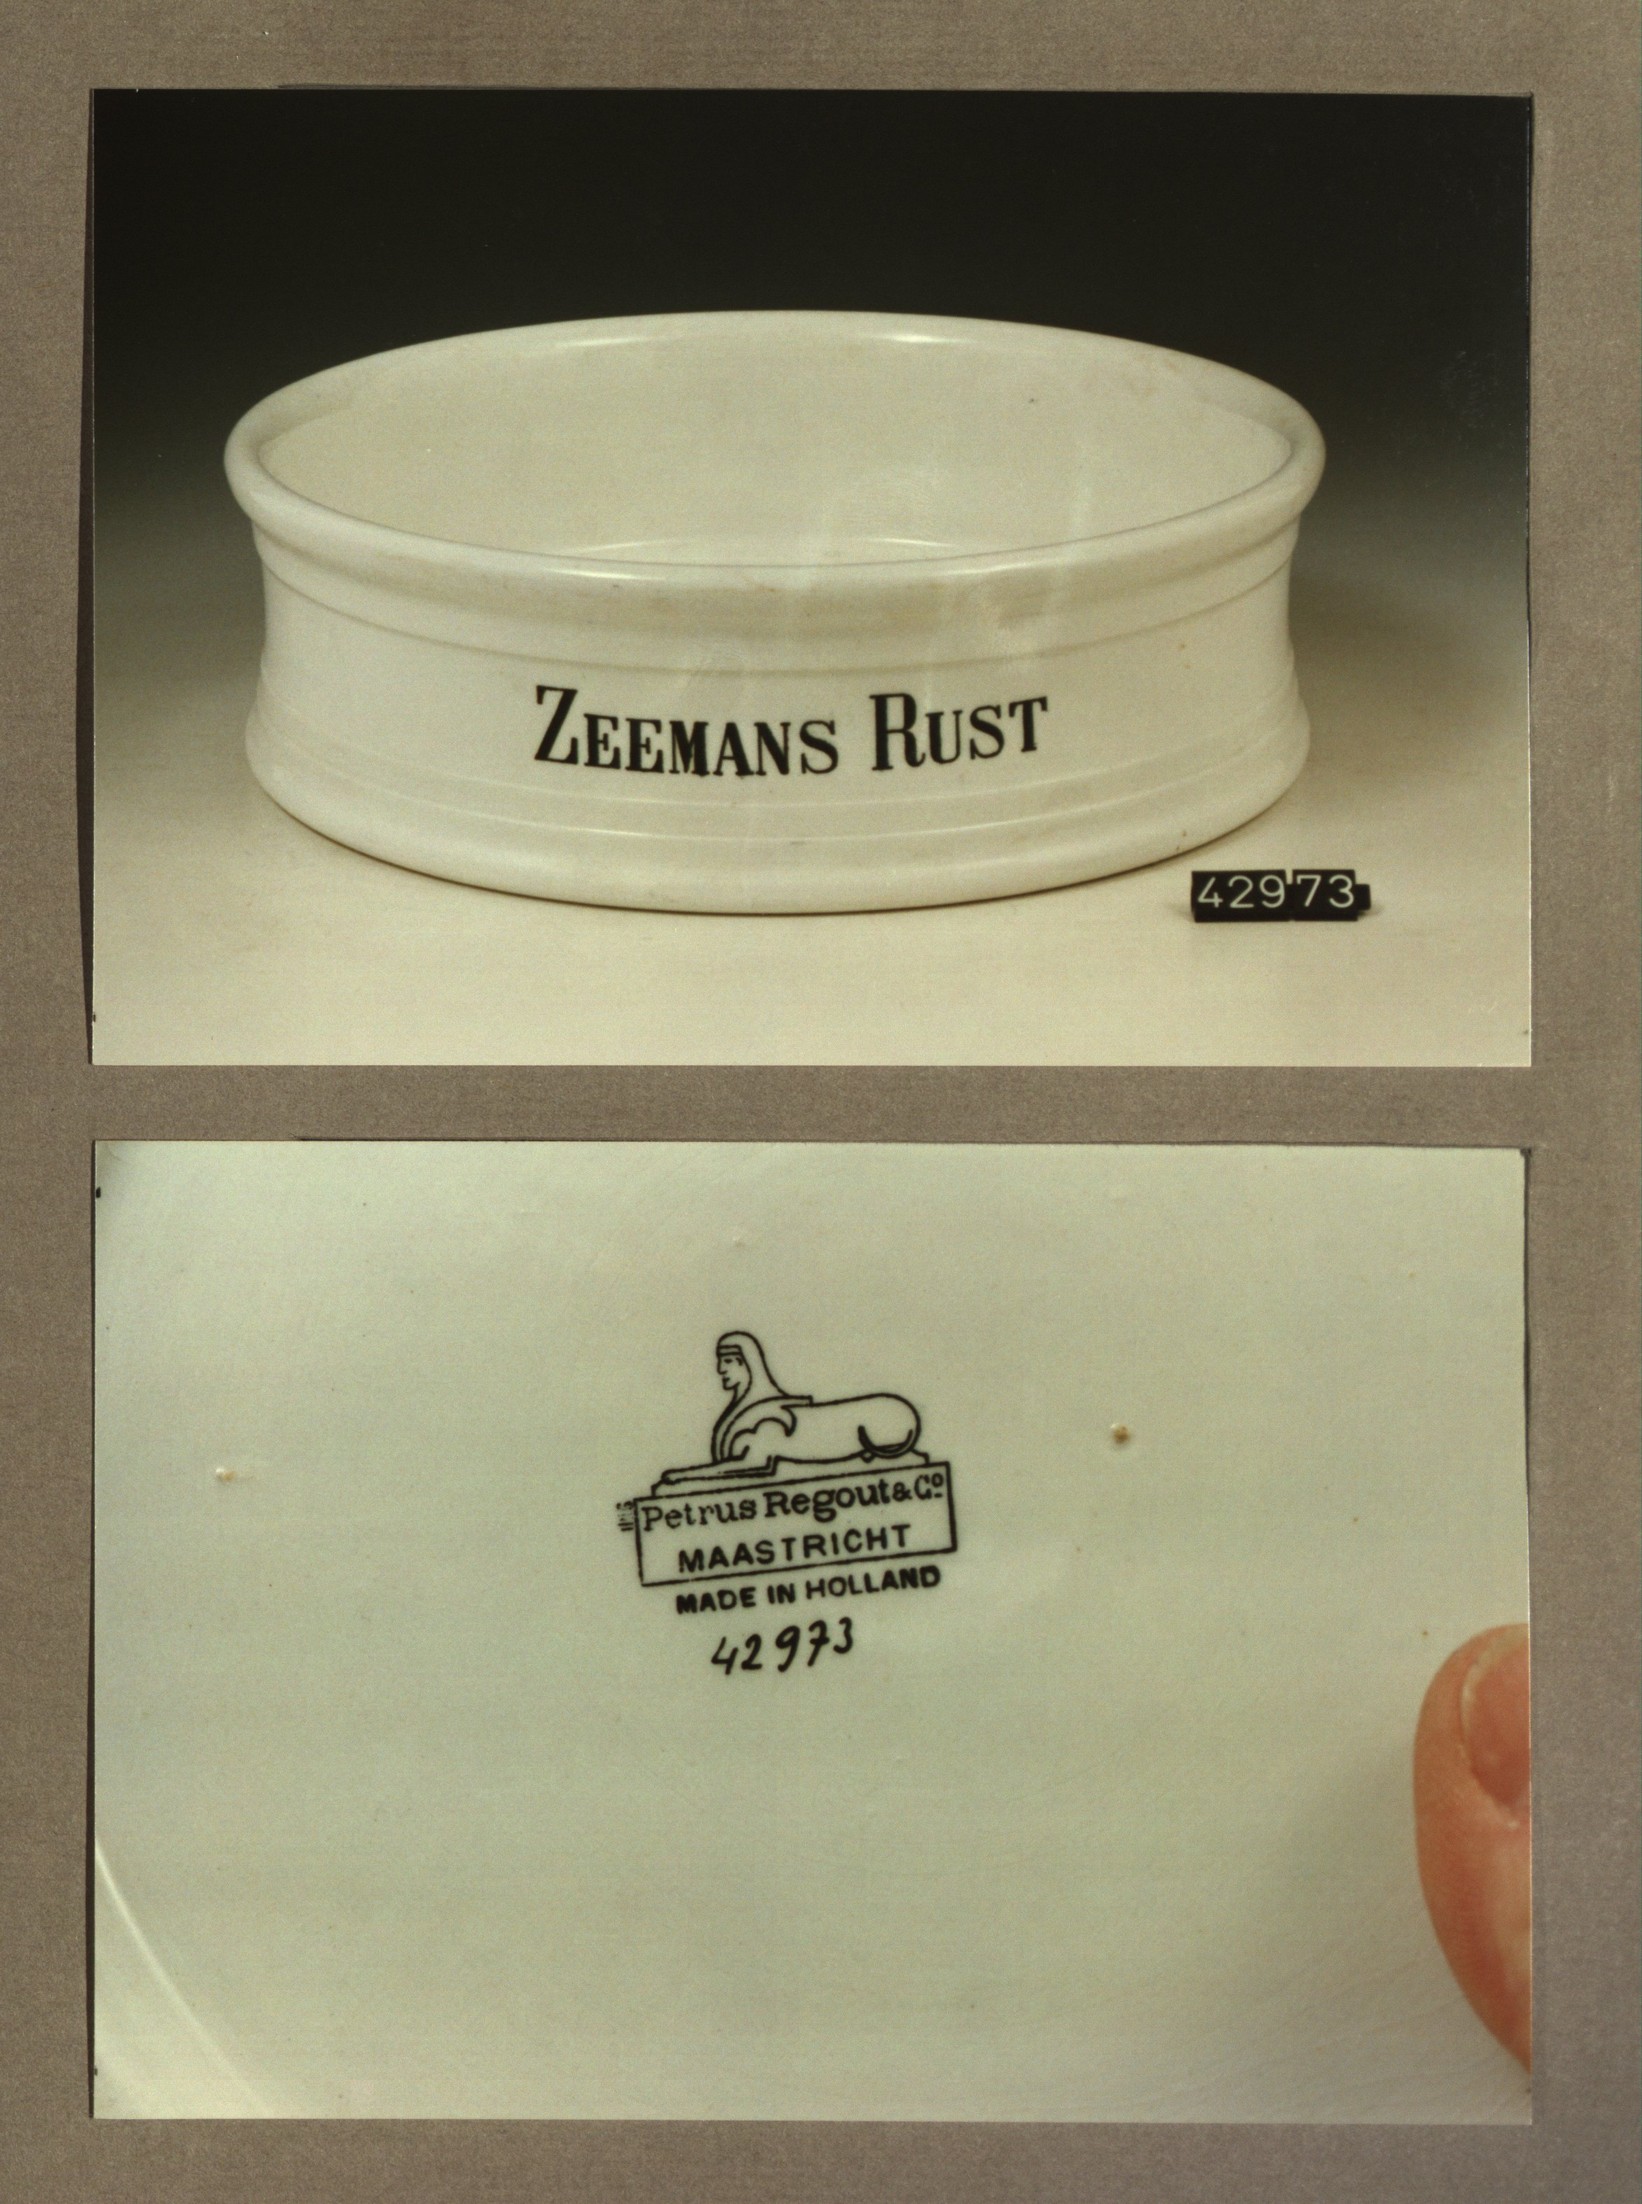 ZEEMANS RUST
42973
Petrus Regout & Co.
MAASTRICHT
MADE IN HOLLAND
42973